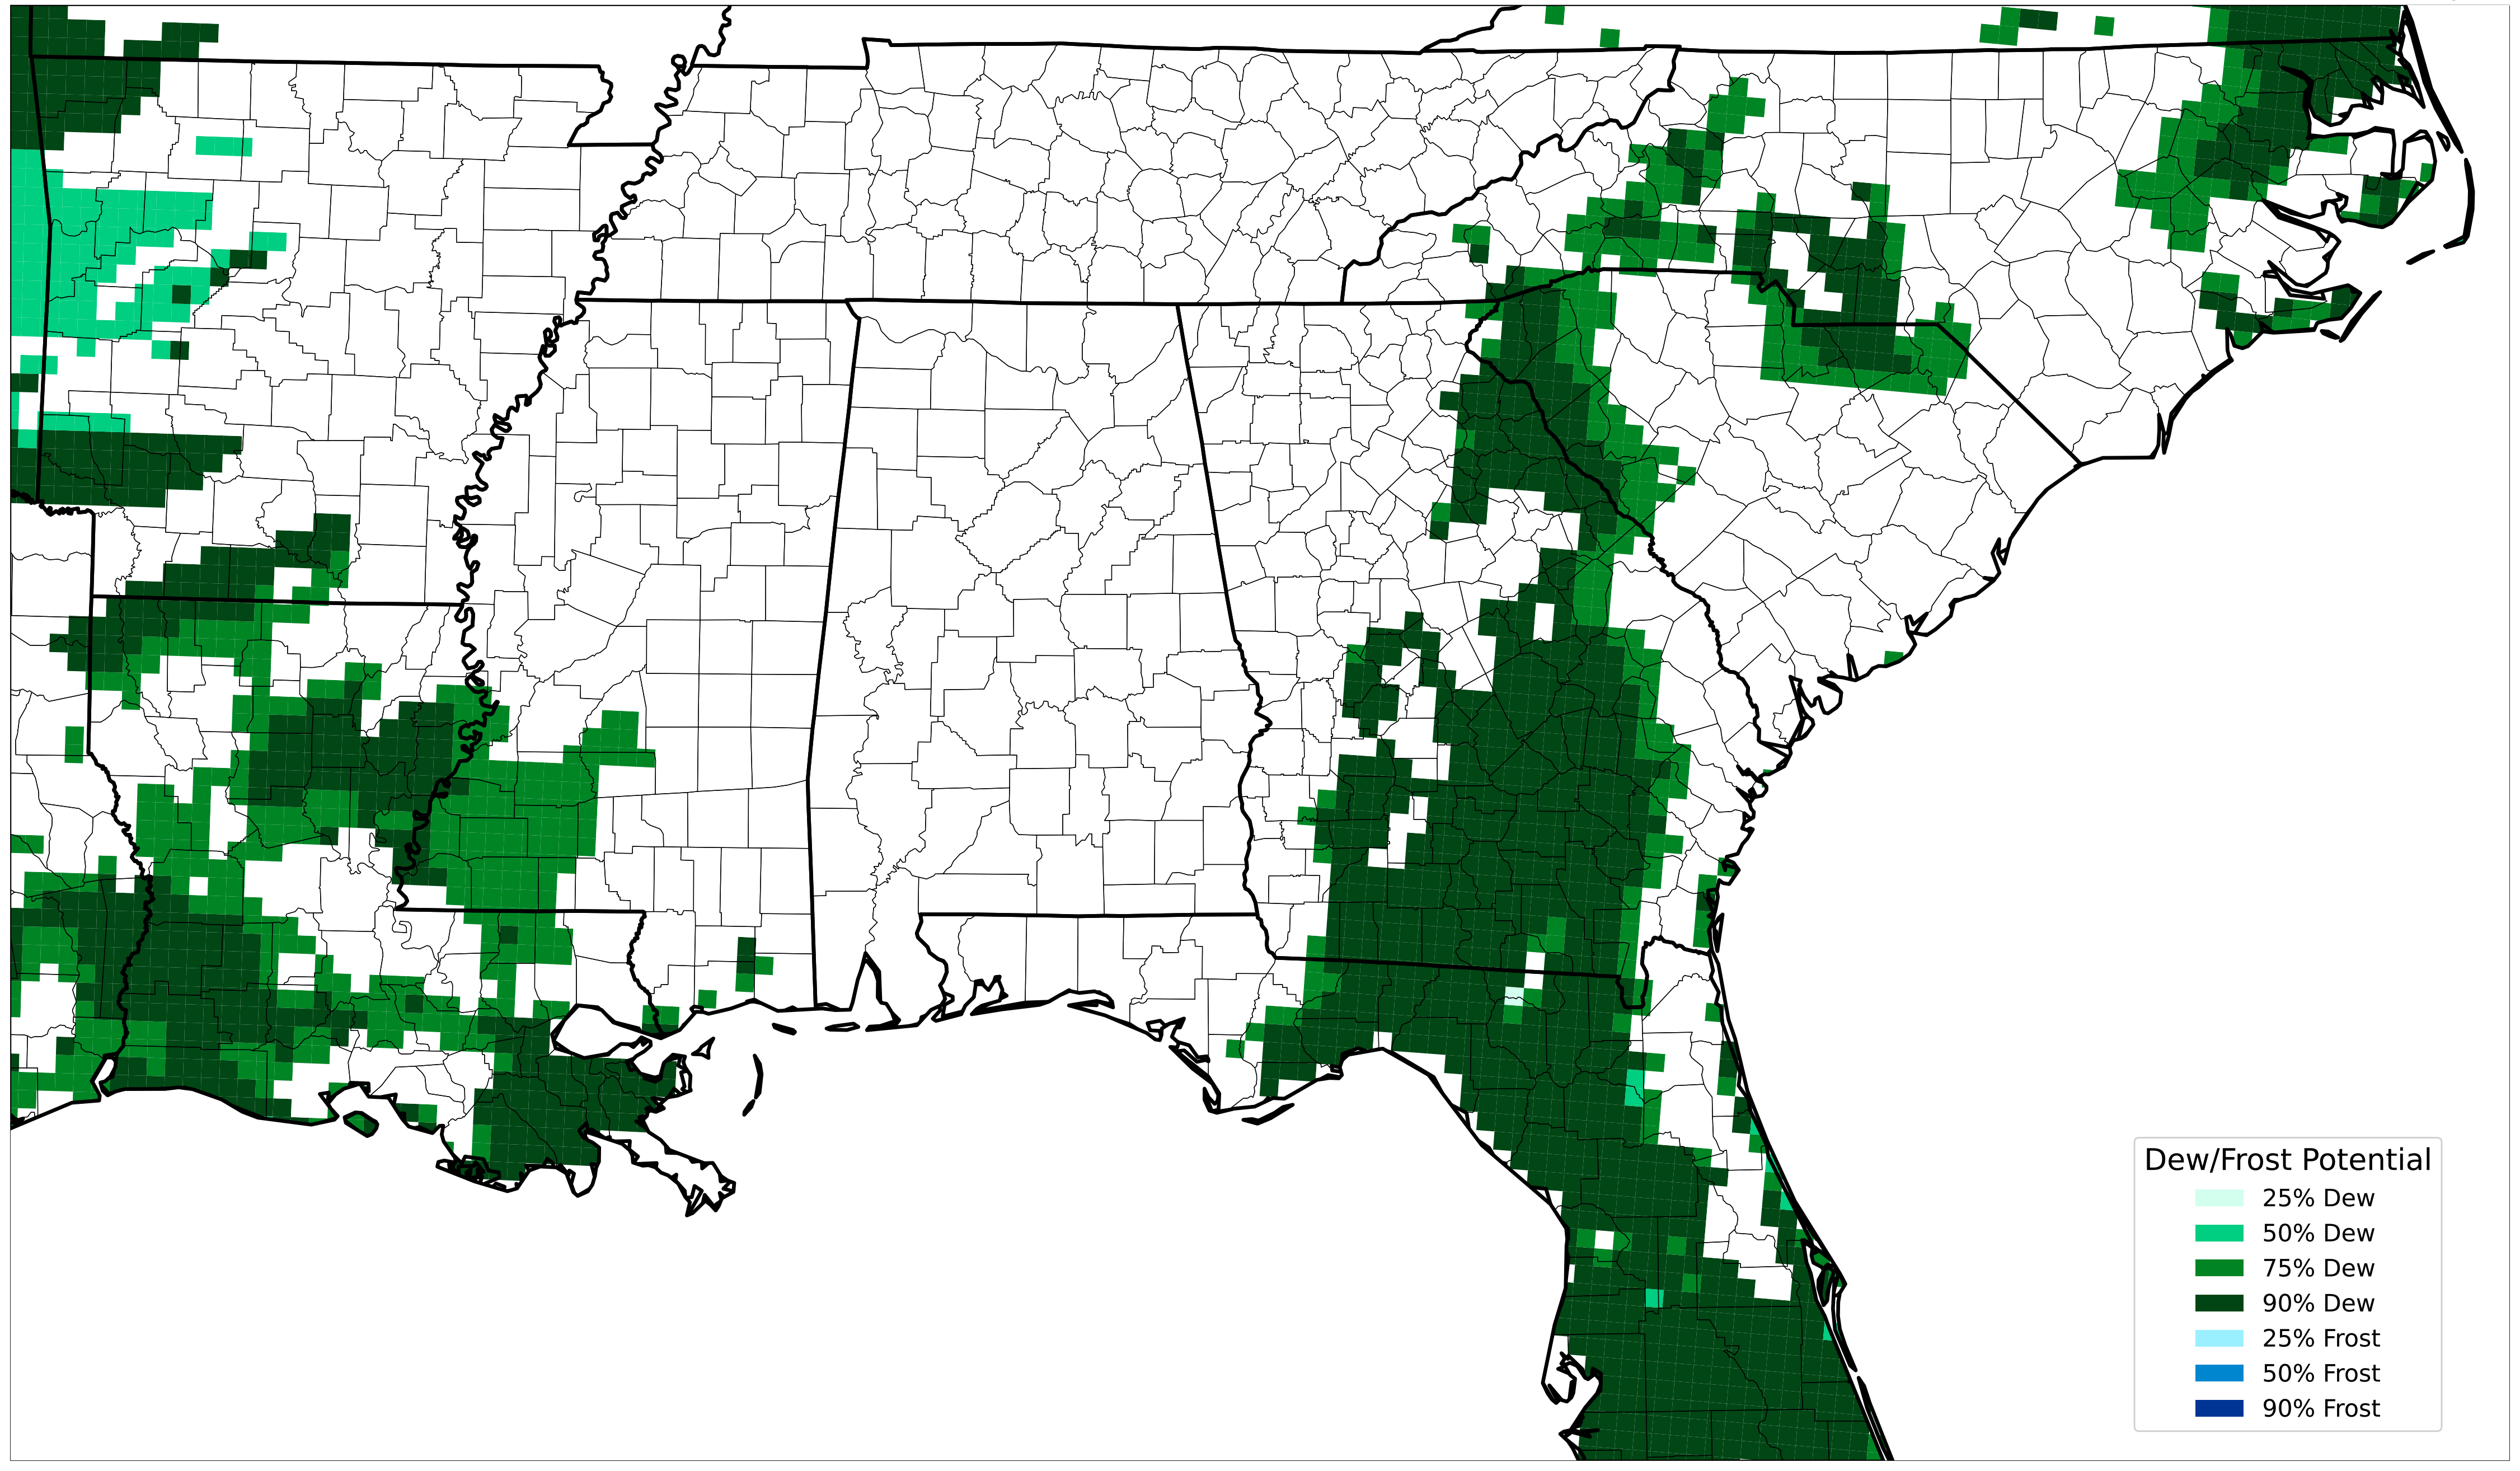 Dew/Frost Potential
25% Dew
50% Dew
75% Dew
90% Dew
25% Frost
50% Frost
90% Frost